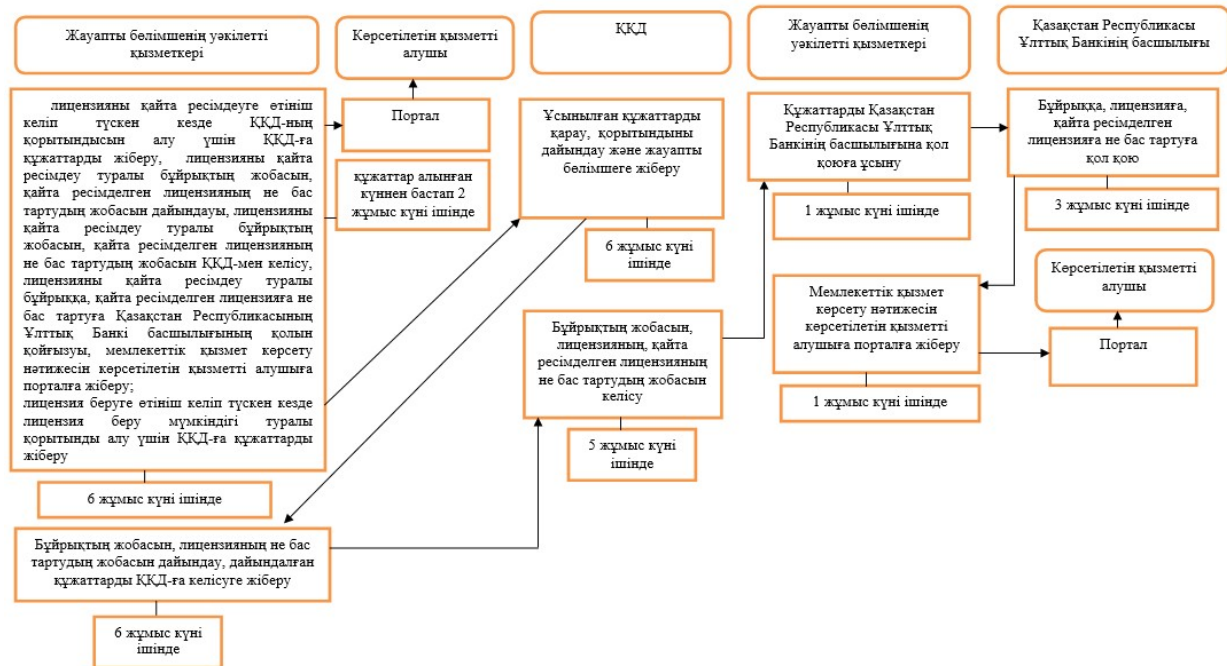 Жауапты бөлімшенің уәкілетті
қызметкері
Көрсетілетін қызметті
алушы
ҚҚД
Жауапты бөлімшенің
уәкілетті қызметкері
Қазақстан Республикасы
Ұлттық Банкінің басшылығы
лицензияны қайта ресімдеуге өтініш
келіп түскен кезде ҚҚД-ның
қорытындысын алу үшін ҚҚД-ға
құжаттарды жіберу, лицензияны қайта
ресімдеу туралы бұйрықтың жобасын,
қайта ресімделген лицензияның не бас
тартудың жобасын дайындауы, лицензияны
қайта ресімдеу туралы бұйрықтың
жобасын, қайта ресімделген лицензияның
не бас тартудың жобасын ҚҚД-мен келісу,
лицензияны қайта ресімдеу туралы
бұйрыққа, қайта ресімделген лицензияға не
бас тартуға Қазақстан Республикасының
Ұлттық Банкі басшылығының қолын
қойғызуы, мемлекеттік қызмет көрсету
нәтижесін көрсетілетін қызметті алушыға
порталға жіберу;
лицензия беруге өтініш келіп түскен кезде
лицензия беру мүмкіндігі туралы
қорытынды алу үшін ҚҚД-ға құжаттарды
жіберу
6 жұмыс күні ішінде
Портал
құжаттар алынған
күннен бастап 2
жұмыс күні ішінде
Ұсынылған құжаттарды
қарау, қорытындыны
дайындау және жауапты
бөлімшеге жіберу
6 жұмыс күні
ішінде
Құжаттарды Қазақстан
Республикасы Ұлттық
Банкінің басшылығына қол
қоюға ұсыну
1 жұмыс күні ішінде
Бұйрыққа, лицензияға,
қайта ресімделген
лицензияға не бас тартуға
қол қою
3 жұмыс күні ішінде
Көрсетілетін қызметті
алушы
Мемлекеттік қызмет
көрсету нәтижесін
көрсетілетін қызметті
алушыға порталға жіберу
Портал
1 жұмыс күні ішінде
Бұйрықтың жобасын,
лицензияның, қайта
ресімделген лицензияның
не бас тартудың жобасын
келісу
5 жұмыс күні
ішінде
Бұйрықтың жобасын, лицензияның не бас
тартудың жобасын дайындау, дайындалған
құжаттарды ҚҚД-ға келісуге жіберу
6 жұмыс күні
ішінде